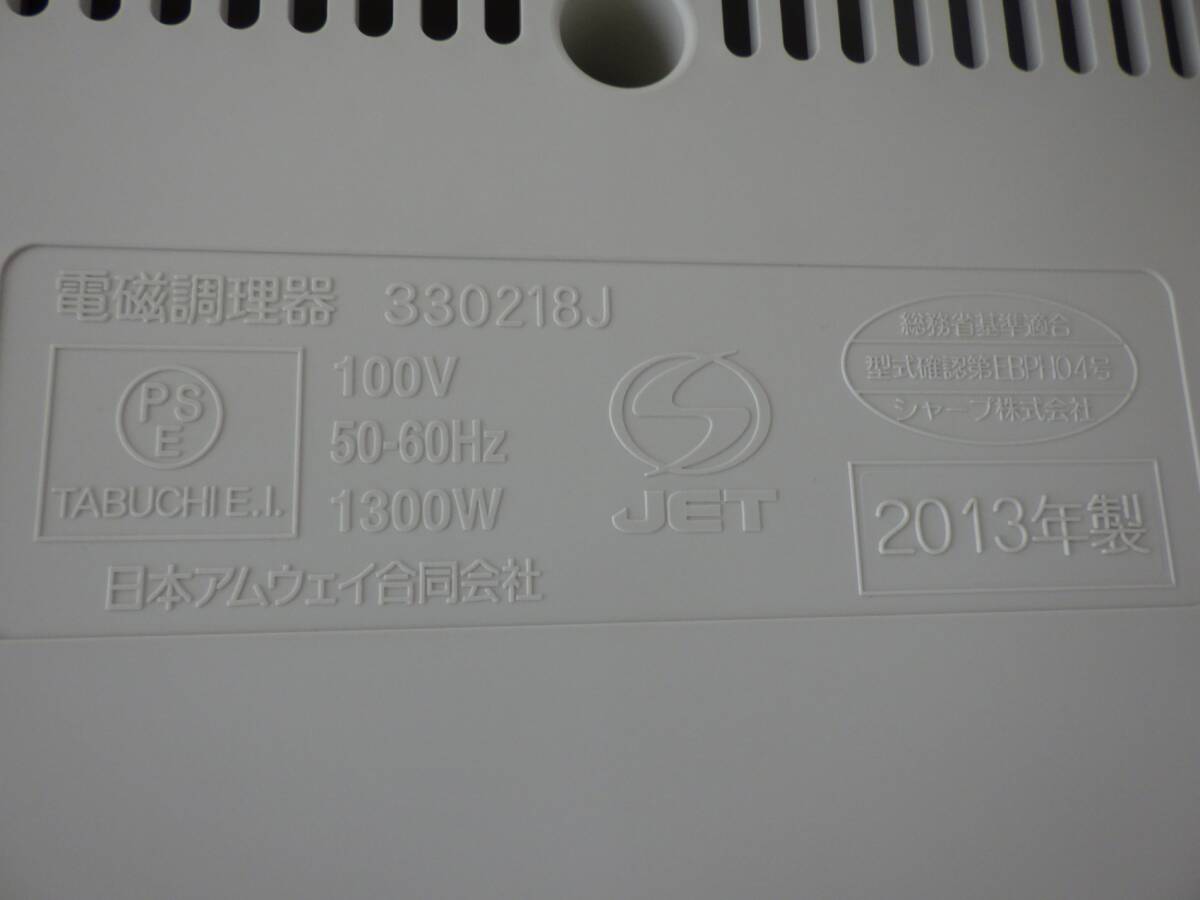 電磁調理器 330218J
PS
E
TABUCHI E.I.
100V
50-60Hz
1300W
日本アムウェイ合同会社
JET
総務省基準適合
型式確認第EBPH04号
シャープ株式会社
2013年製